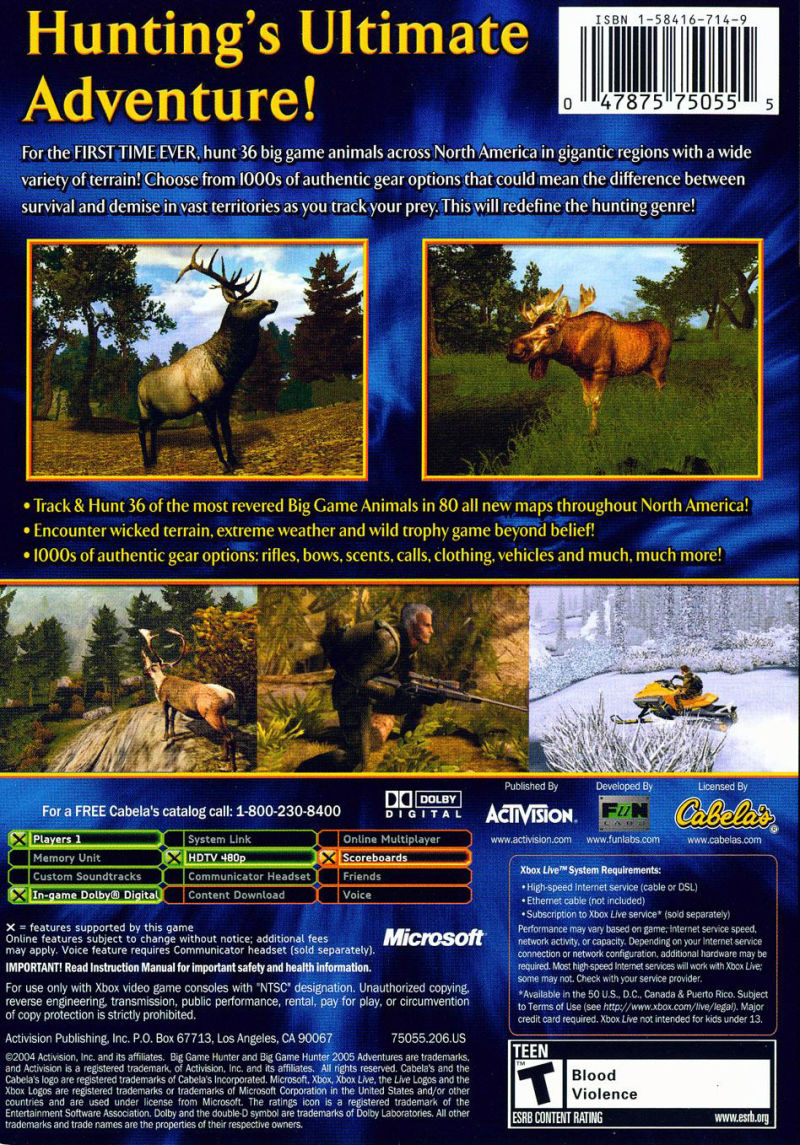 Hunting's Ultimate
Adventure!
ISBN 1-58416-714-9
0 47875 75055 5
For the FIRST TIME EVER, hunt 36 big game animals across North America in gigantic regions with a wide
variety of terrain! Choose from 1000s of authentic gear options that could mean the difference between
survival and demise in vast territories as you track your prey. This will redefine the hunting genre!
• Track & Hunt 36 of the most revered Big Game Animals in 80 all new maps throughout North America!
• Encounter wicked terrain, extreme weather and wild trophy game beyond belief!
• 1000s of authentic gear options: rifles, bows, scents, calls, clothing, vehicles and much, much more!
For a FREE Cabela's catalog call: 1-800-230-8400
DOLBY
DIGITAL
Published By
ACTIVISION.
www.activision.com
Developed By
FUN
LABS
www.funlabs.com
Licensed By
Cabela's®
www.cabelas.com
X Players 1
System Link
Online Multiplayer
Memory Unit
X HDTV 480p
X Scoreboards
Custom Soundtracks
Communicator Headset
Friends
X In-game Dolby® Digital
Content Download
Voice
X = features supported by this game
Online features subject to change without notice; additional fees
may apply. Voice feature requires Communicator headset (sold separately).
Microsoft
IMPORTANT! Read Instruction Manual for important safety and health information.
For use only with Xbox video game consoles with "NTSC" designation. Unauthorized copying,
reverse engineering, transmission, public performance, rental, pay for play, or circumvention
of copy protection is strictly prohibited.
Activision Publishing, Inc. P.O. Box 67713, Los Angeles, CA 90067
75055.206.US
©2004 Activision, Inc. and its affiliates. Big Game Hunter and Big Game Hunter 2005 Adventures are trademarks,
and Activision is a registered trademark, of Activision, Inc. and its affiliates. All rights reserved. Cabela's and the
Cabela's logo are registered trademarks of Cabela's Incorporated. Microsoft, Xbox, Xbox Live, the Live Logos and the
Xbox Logos are registered trademarks or trademarks of Microsoft Corporation in the United States and/or other
countries and are used under license from Microsoft. The ratings icon is a registered trademark of the
Entertainment Software Association. Dolby and the double-D symbol are trademarks of Dolby Laboratories. All other
trademarks and trade names are the properties of their respective owners.
Xbox Live™ System Requirements:
• High-speed Internet service (cable or DSL)
• Ethernet cable (not included)
• Subscription to Xbox Live service* (sold separately)
Performance may vary based on game; Internet service speed,
network activity, or capacity. Depending on your Internet service
connection or network configuration, additional hardware may be
required. Most high-speed Internet services will work with Xbox Live;
some may not. Check with your service provider.
*Available in the 50 U.S., D.C., Canada & Puerto Rico. Subject
to Terms of Use (see http://www.xbox.com/live/legal). Major
credit card required. Xbox Live not intended for kids under 13.
TEEN
T
™
Blood
Violence
ESRB CONTENT RATING
www.esrb.org